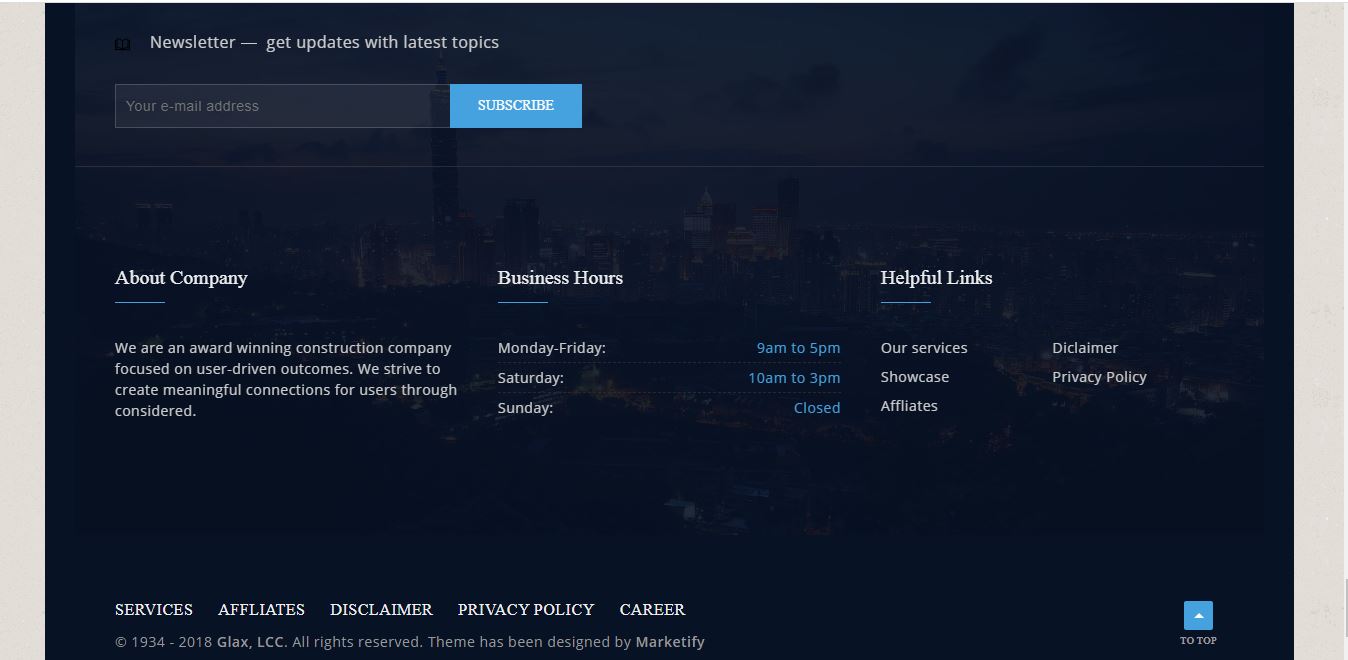 Newsletter — get updates with latest topics
Your e-mail address
SUBSCRIBE
About Company
We are an award winning construction company
focused on user-driven outcomes. We strive to
create meaningful connections for users through
considered.
Business Hours
Monday-Friday: 9am to 5pm
Saturday: 10am to 3pm
Sunday: Closed
Helpful Links
Our services Diclaimer
Showcase Privacy Policy
Affliates
SERVICES AFFLIATES DISCLAIMER PRIVACY POLICY CAREER
© 1934 - 2018 Glax, LCC. All rights reserved. Theme has been designed by Marketify
TO TOP